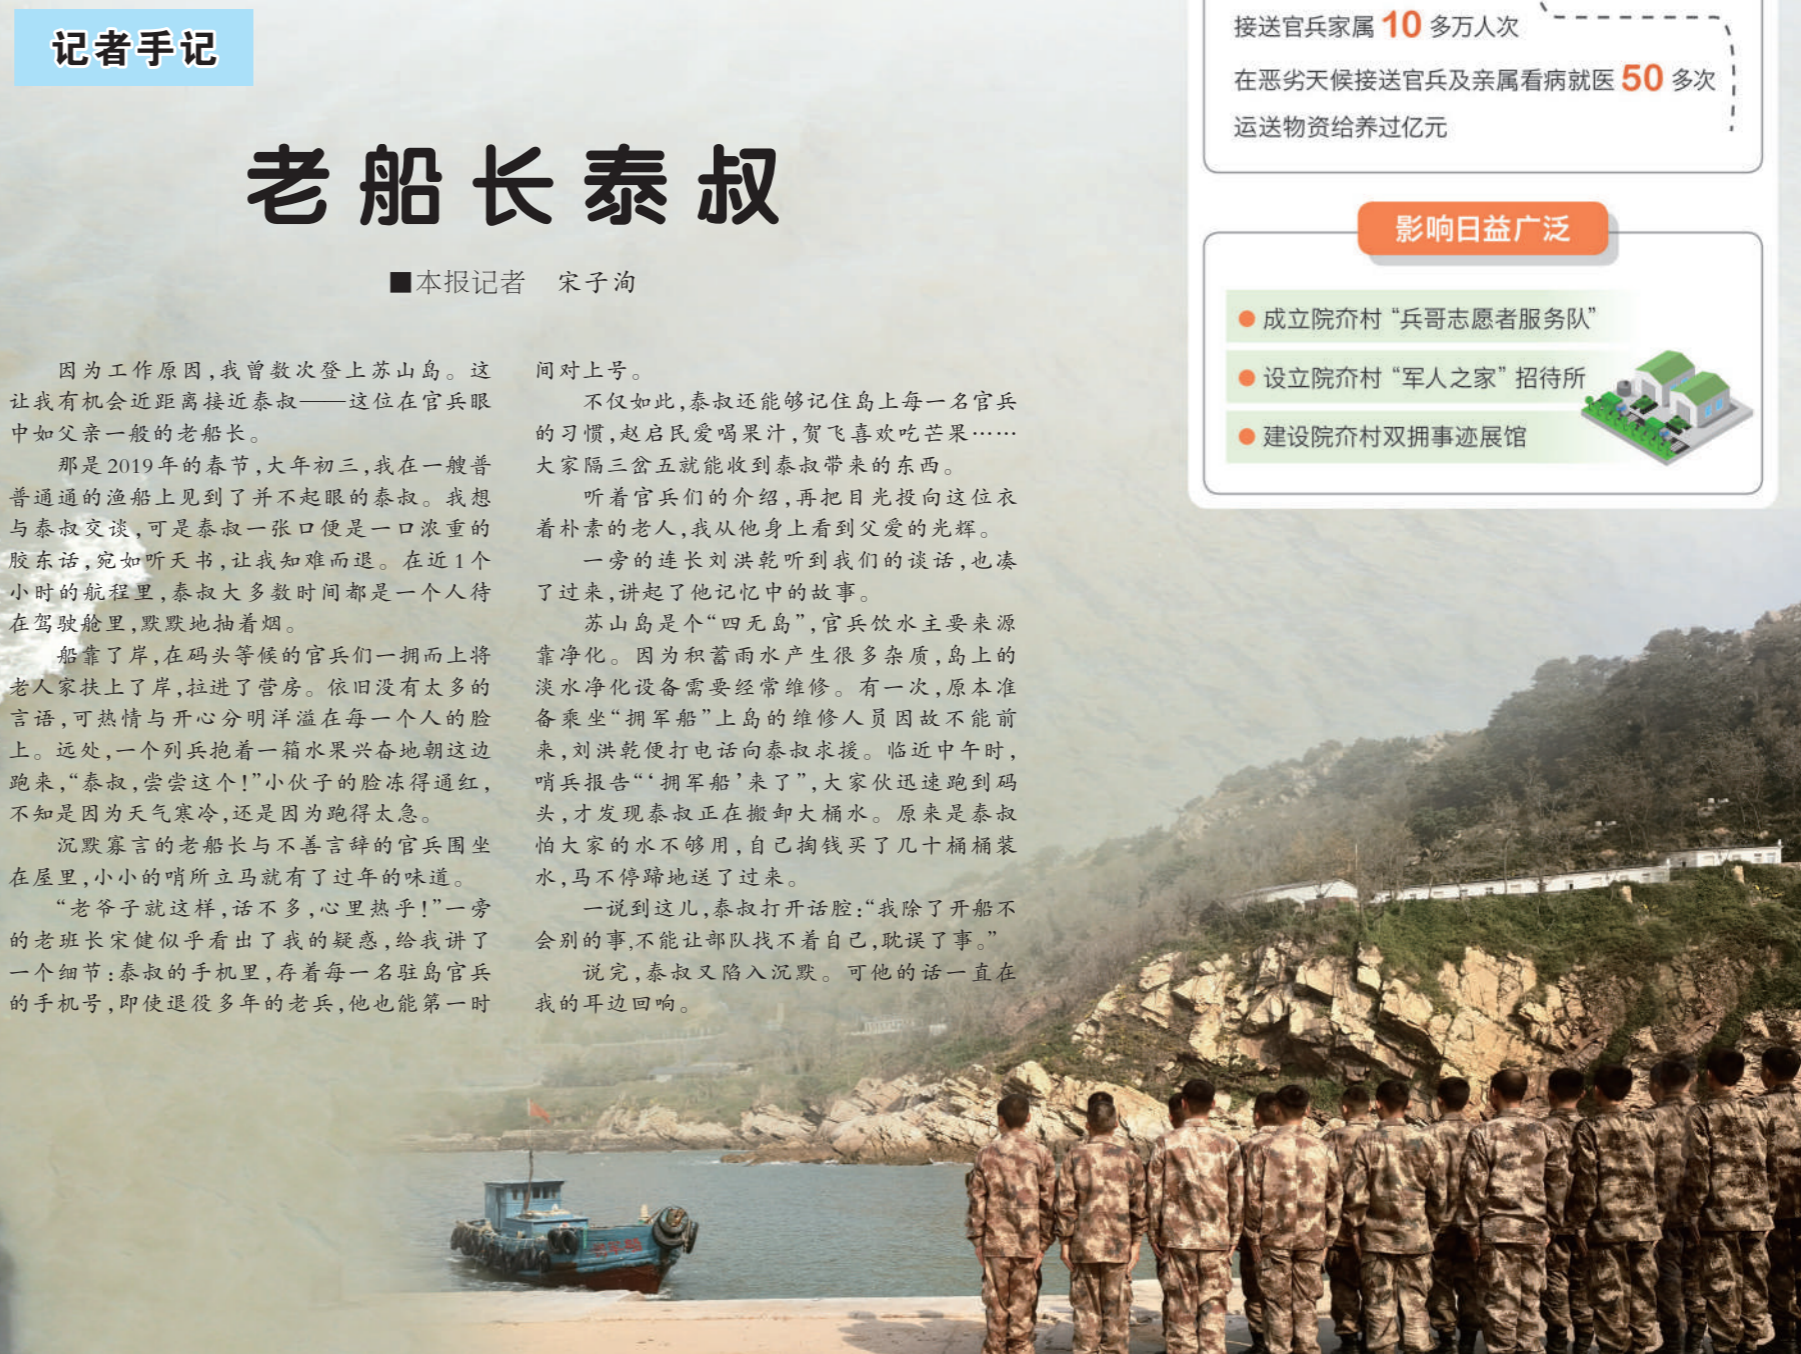 记者手记
老船长泰叔
■本报记者 宋子洵
因为工作原因,我曾数次登上苏山岛。这
让我有机会近距离接近泰叔——这位在官兵眼
中如父亲一般的老船长。
那是2019年的春节,大年初三,我在一艘普
普通通的渔船上见到了并不起眼的泰叔。我想
与泰叔交谈,可是泰叔一张口便是一口浓重的
胶东话,宛如听天书,让我知难而退。在近1个
小时的航程里,泰叔大多数时间都是一个人待
在驾驶舱里,默默地抽着烟。
船靠了岸,在码头等候的官兵们一拥而上将
老人家扶上了岸,拉进了营房。依旧没有太多的
言语,可热情与开心分明洋溢在每一个人的脸
上。远处,一个列兵抱着一箱水果兴奋地朝这边
跑来,“泰叔,尝尝这个!”小伙子的脸冻得通红,
不知是因为天气寒冷,还是因为跑得太急。
沉默寡言的老船长与不善言辞的官兵围坐
在屋里,小小的哨所立马就有了过年的味道。
“老爷子就这样,话不多,心里热乎!”一旁
的老班长宋健似乎看出了我的疑惑,给我讲了
一个细节:泰叔的手机里,存着每一名驻岛官兵
的手机号,即使退役多年的老兵,他也能第一时
间对上号。
不仅如此,泰叔还能够记住岛上每一名官兵
的习惯,赵启民爱喝果汁,贺飞喜欢吃芒果……
大家隔三岔五就能收到泰叔带来的东西。
听着官兵们的介绍,再把目光投向这位衣
着朴素的老人,我从他身上看到父爱的光辉。
一旁的连长刘洪乾听到我们的谈话,也凑
了过来,讲起了他记忆中的故事。
苏山岛是个“四无岛”,官兵饮水主要来源
靠净化。因为积蓄雨水产生很多杂质,岛上的
淡水净化设备需要经常维修。有一次,原本准
备乘坐“拥军船”上岛的维修人员因故不能前
来,刘洪乾便打电话向泰叔求援。临近中午时,
哨兵报告“‘拥军船’来了”,大家伙迅速跑到码
头,才发现泰叔正在搬卸大桶水。原来是泰叔
怕大家的水不够用,自己掏钱买了几十桶桶装
水,马不停蹄地送了过来。
一说到这儿,泰叔打开话腔:“我除了开船不
会别的事,不能让部队找不着自己,耽误了事。”
说完,泰叔又陷入沉默。可他的话一直在
我的耳边回响。
接送官兵家属 10 多万人次
在恶劣天候接送官兵及亲属看病就医 50 多次
运送物资给养过亿元
影响日益广泛
成立院夼村“兵哥志愿者服务队”
设立院夼村“军人之家”招待所
建设院夼村双拥事迹展馆